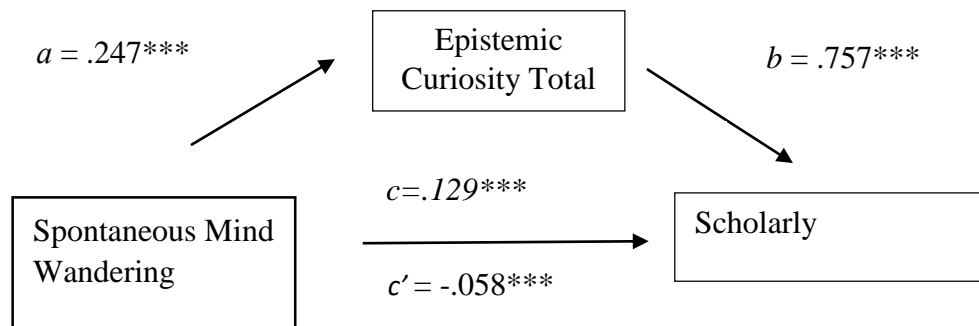 a = .247***
Epistemic
Curiosity Total
b = .757***
c=.129***
Spontaneous Mind
Wandering
Scholarly
c’ = -.058***